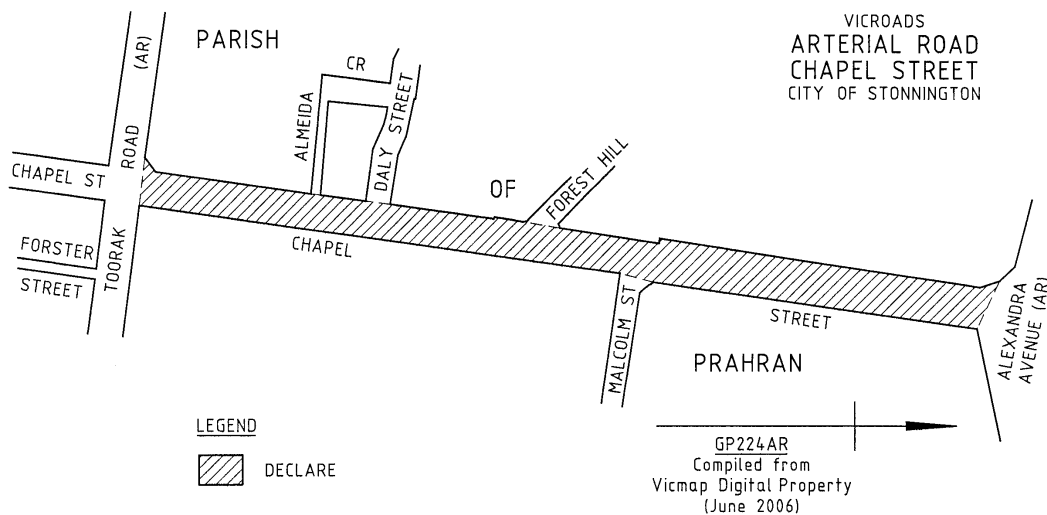 VICROADS
ARTERIAL ROAD
CHAPEL STREET
CITY OF STONNINGTON
PARISH
OF
PRAHRAN
TOORAK ROAD (AR)
CHAPEL ST
FORSTER
STREET
ALMEIDA
CR
DALY STREET
FOREST HILL
CHAPEL
STREET
MALCOLM ST
ALEXANDRA
AVENUE (AR)
LEGEND
DECLARE
GP224AR
Compiled from
Vicmap Digital Property
(June 2006)